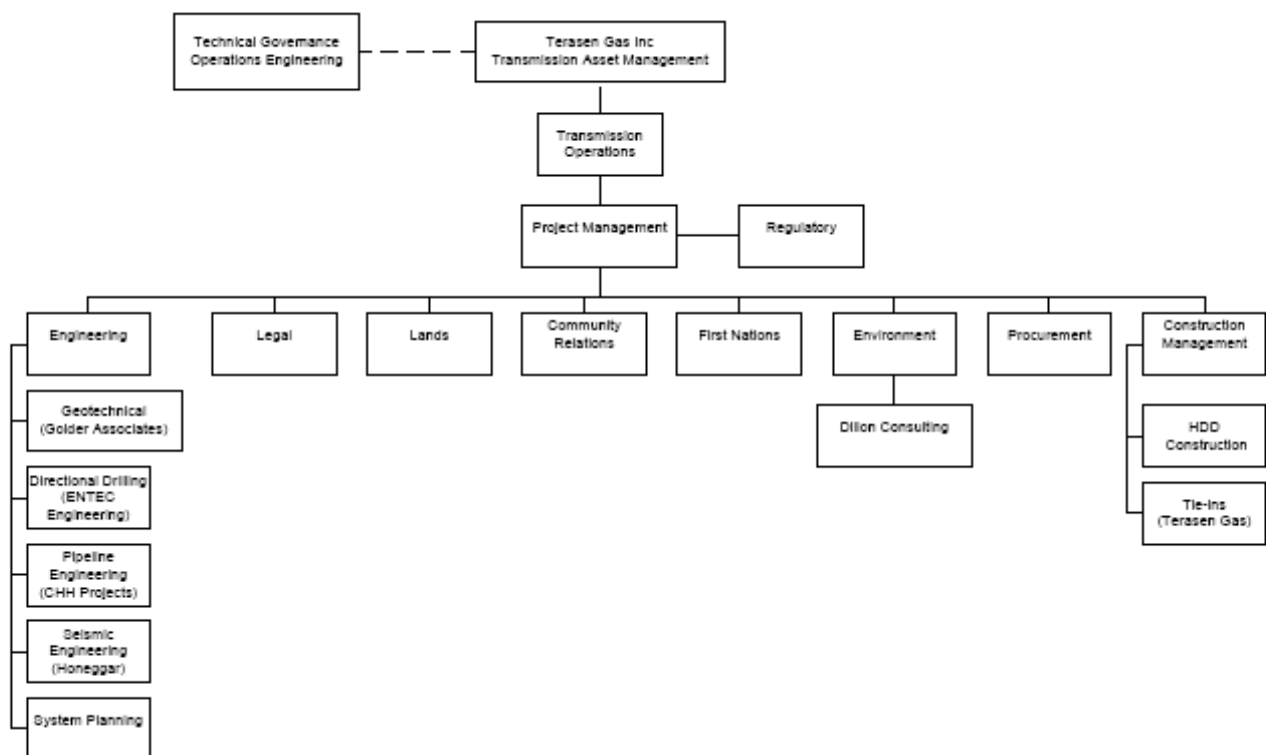 Technical Governance
Operations Engineering
Terasen Gas Inc
Transmission Asset Management
Transmission
Operations
Project Management
Regulatory
Engineering
Legal
Lands
Community
Relations
First Nations
Environment
Procurement
Construction
Management
Geotechnical
(Golder Associates)
Dillon Consulting
HDD
Construction
Directional Drilling
(ENTEC
Engineering)
Tie-Ins
(Terasen Gas)
Pipeline
Engineering
(CHH Projects)
Seismic
Engineering
(Honeggar)
System Planning